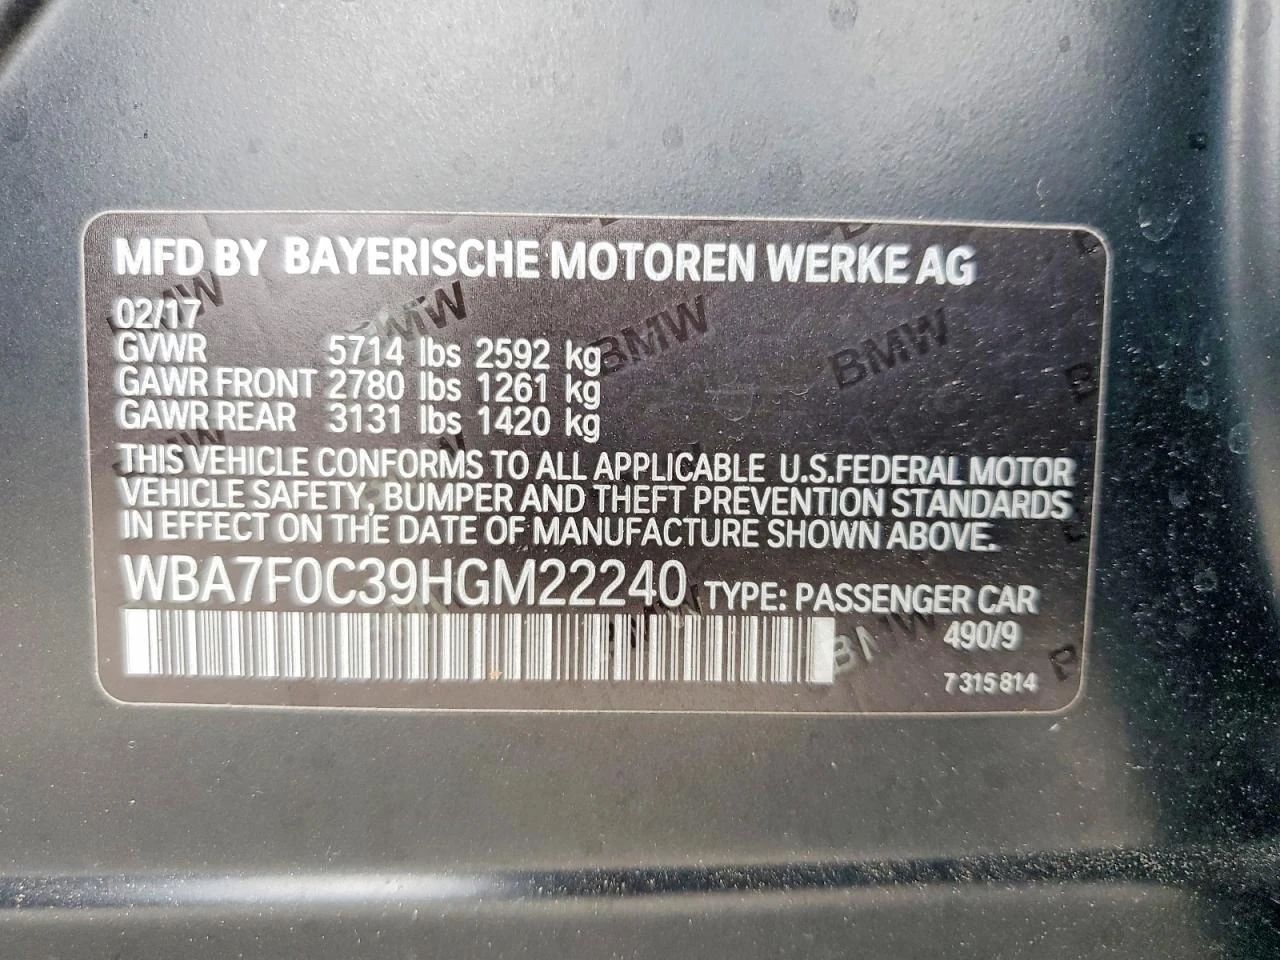 MFD BY BAYERISCHE MOTOREN WERKE AG
02/17
GVWR 5714 lbs 2592 kg
GAWR FRONT 2780 lbs 1261 kg
GAWR REAR 3131 lbs 1420 kg
THIS VEHICLE CONFORMS TO ALL APPLICABLE U.S.FEDERAL MOTOR
VEHICLE SAFETY, BUMPER AND THEFT PREVENTION STANDARDS
IN EFFECT ON THE DATE OF MANUFACTURE SHOWN ABOVE.
WBA7F0C39HGM22240 TYPE: PASSENGER CAR
490/9
7 315 814